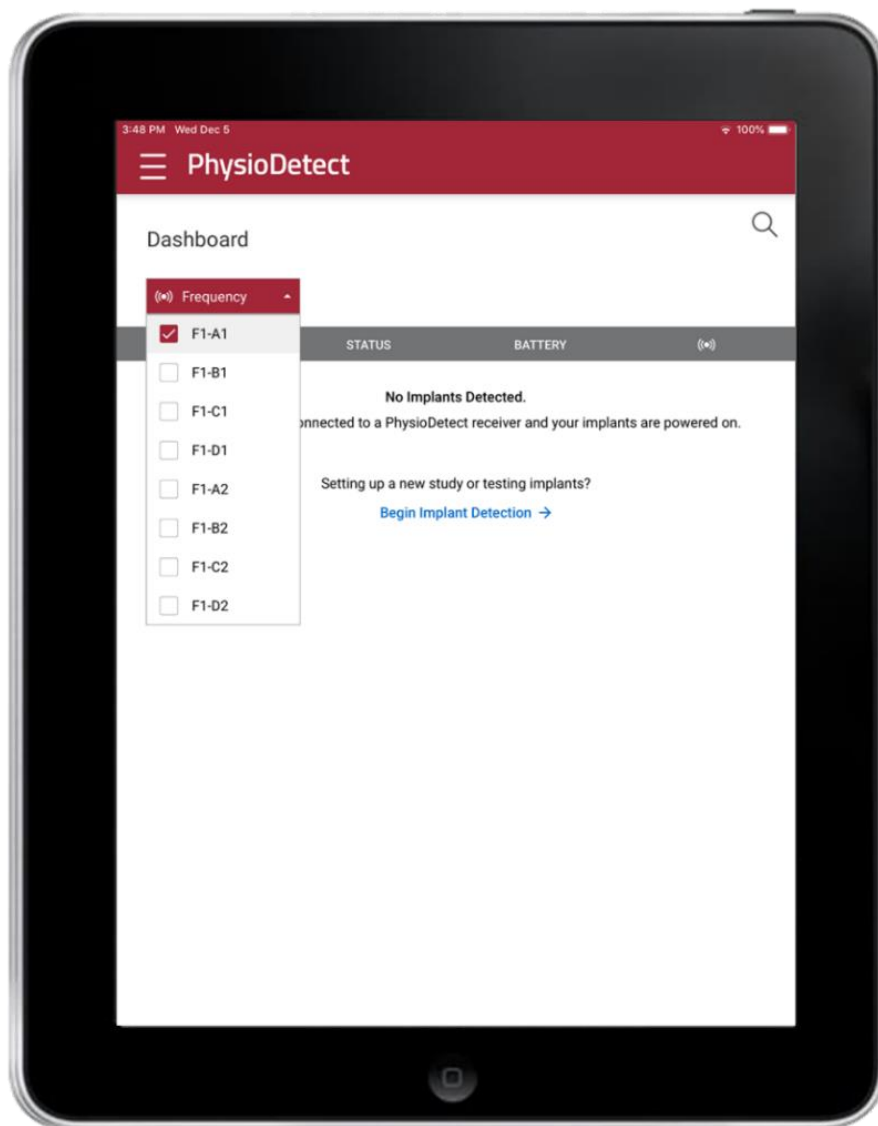 3:48 PM Wed Dec 5 100%
PhysioDetect
Dashboard
Frequency
F1-A1
STATUS BATTERY
F1-B1
No Implants Detected.
F1-C1
connected to a PhysioDetect receiver and your implants are powered on.
F1-D1
F1-A2
Setting up a new study or testing implants?
Begin Implant Detection →
F1-B2
F1-C2
F1-D2